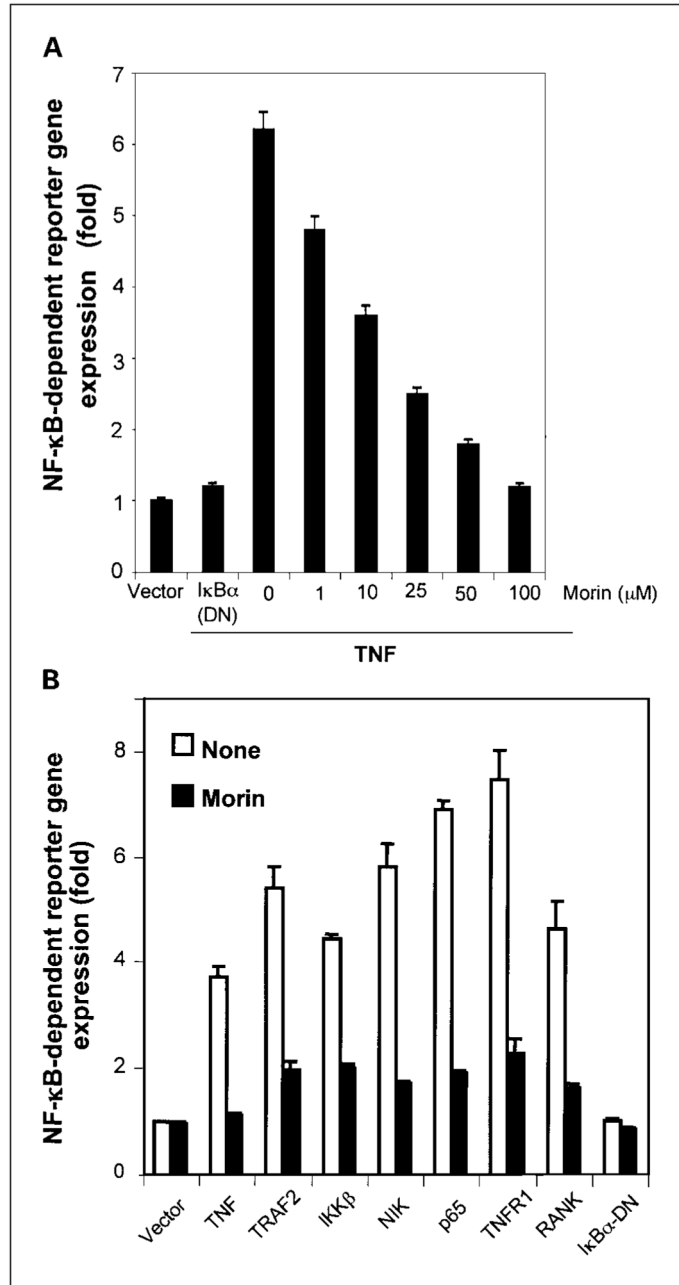 A
NF-κB-dependent reporter gene
expression (fold)
7
6
5
4
3
2
1
0
Vector
IκBα
(DN)
0
1
10
25
50
100
Morin (μM)
TNF
B
NF-κB-dependent reporter gene
expression (fold)
8
6
4
2
0
None
Morin
Vector
TNF
TRAF2
IKKβ
NIK
p65
TNFR1
RANK
IκBα-DN